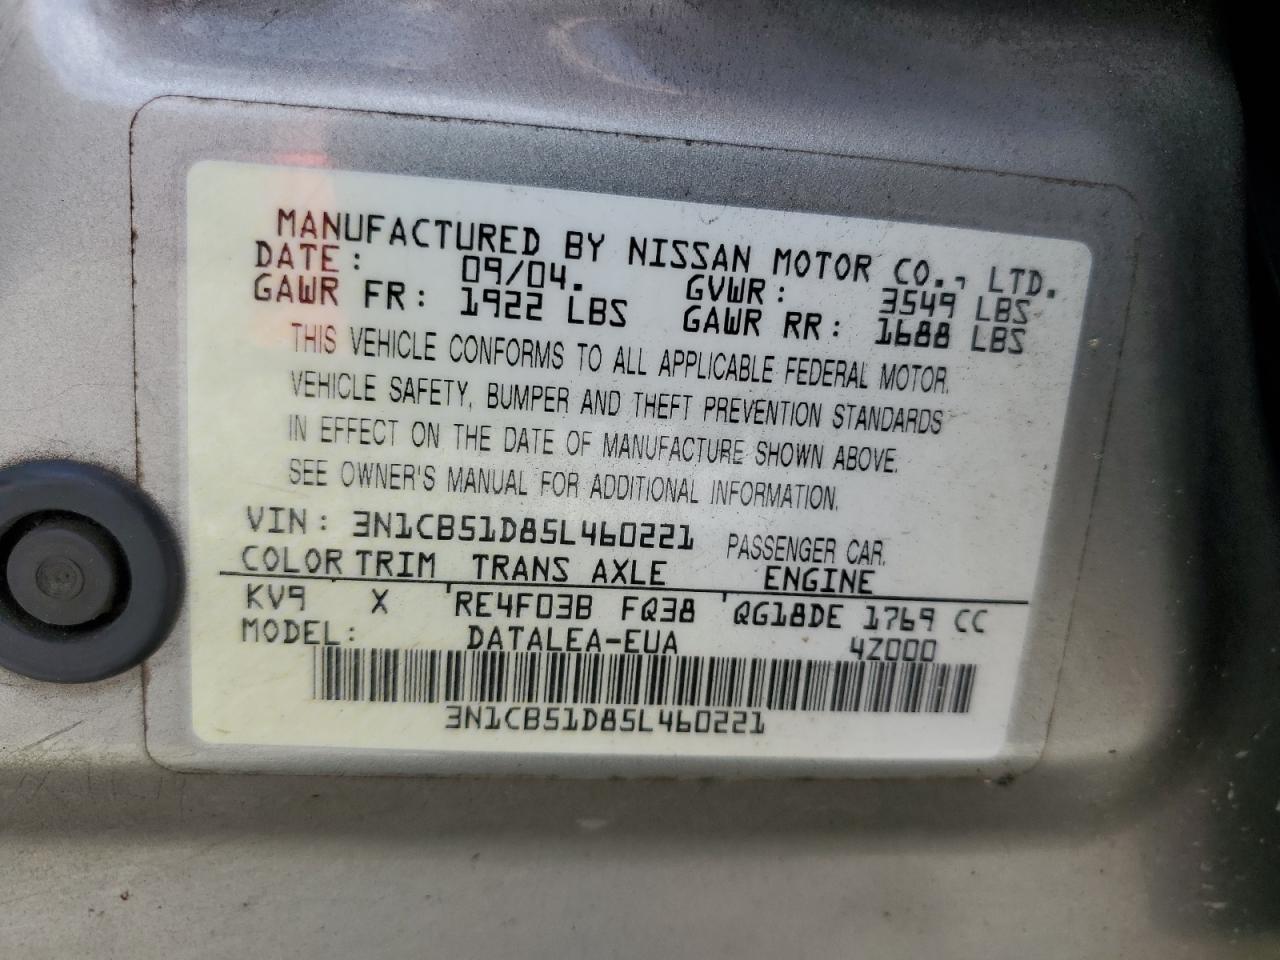 MANUFACTURED BY NISSAN MOTOR CO., LTD.
DATE: 09/04. GVWR: 3549 LBS
GAWR FR: 1922 LBS GAWR RR: 1688 LBS
THIS VEHICLE CONFORMS TO ALL APPLICABLE FEDERAL MOTOR
VEHICLE SAFETY, BUMPER AND THEFT PREVENTION STANDARDS
IN EFFECT ON THE DATE OF MANUFACTURE SHOWN ABOVE.
SEE OWNER'S MANUAL FOR ADDITIONAL INFORMATION.
VIN: 3N1CB51D85L460221 PASSENGER CAR.
COLOR TRIM TRANS AXLE ENGINE
KV9 X 'RE4F03B FQ38 'QG18DE 1769 CC
MODEL: DATALEA-EUA 4Z000
3N1CB51D85L460221